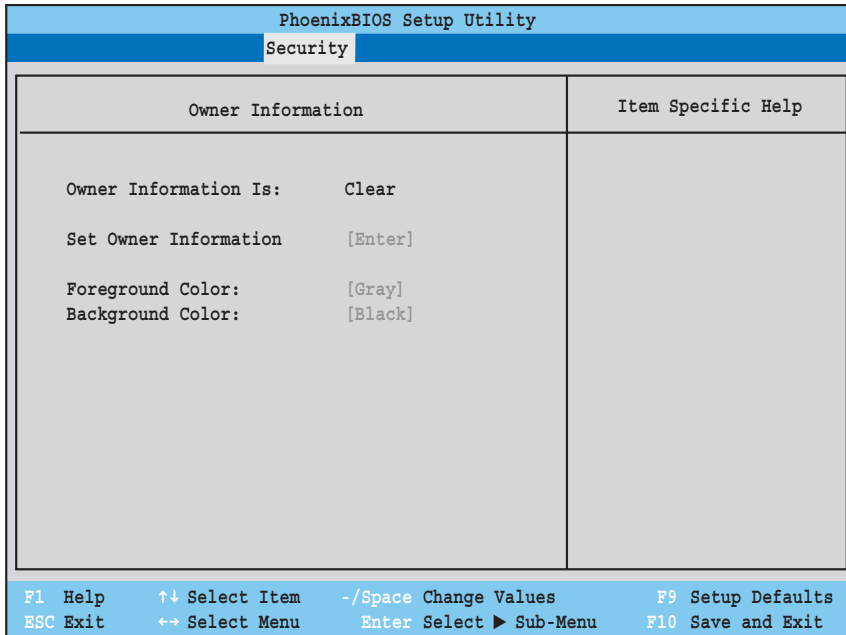 PhoenixBIOS Setup Utility
Security
Owner Information
Item Specific Help
Owner Information Is: Clear
Set Owner Information [Enter]
Foreground Color: [Gray]
Background Color: [Black]
F1 Help ↑↓ Select Item -/Space Change Values F9 Setup Defaults
ESC Exit ←→ Select Menu Enter Select ▶ Sub-Menu F10 Save and Exit